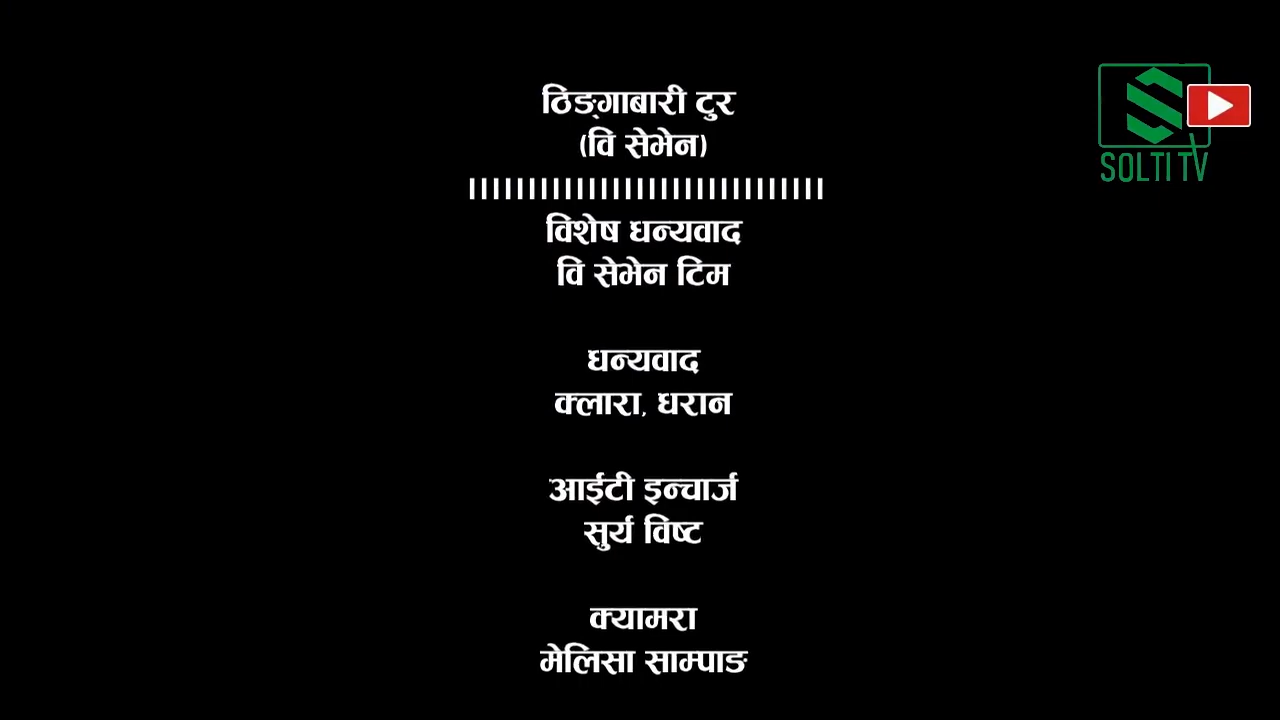 ठिङ्गाबारी टुर
(वि सेभेन)
।।।।।।।।।।।।।।।।।।।।।।।।।।।।।।
विशेष धन्यवाद
वि सेभेन टिम
धन्यवाद
क्लारा, धरान
आईटी इन्चार्ज
सुर्य विष्ट
क्यामरा
मेलिसा साम्पाङ
SOLTI TV